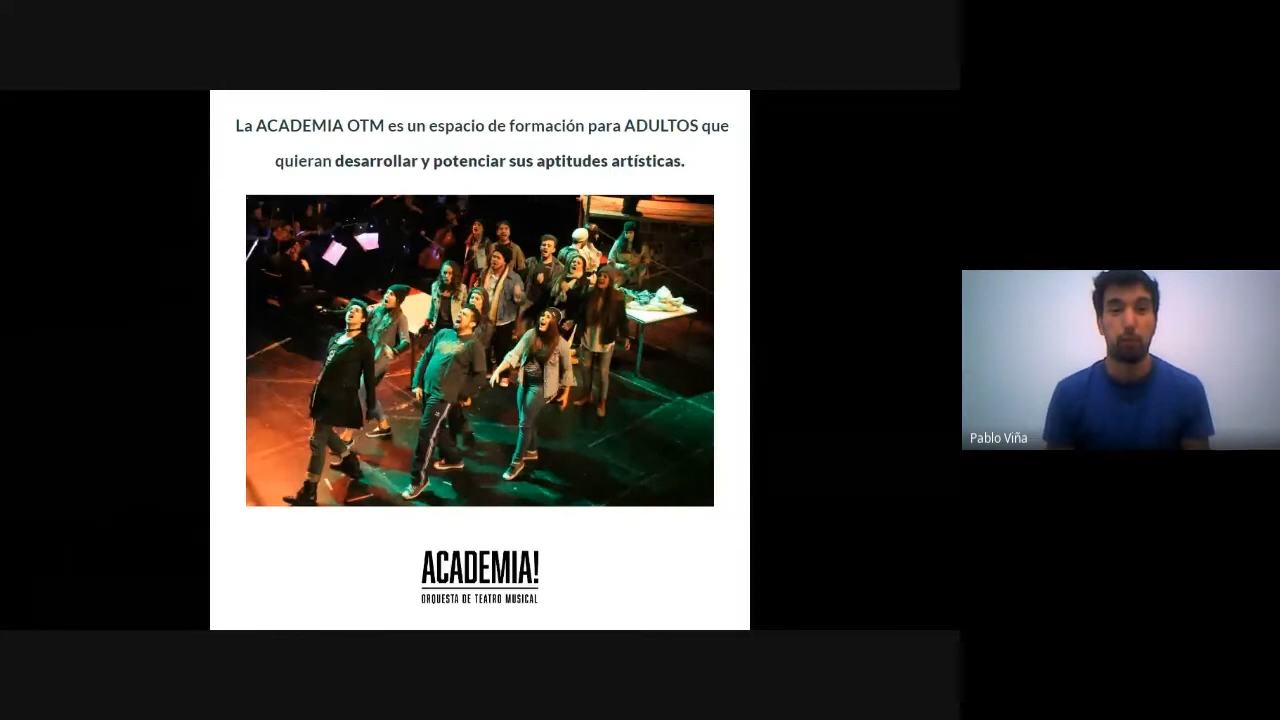 La ACADEMIA OTM es un espacio de formación para ADULTOS que
quieran desarrollar y potenciar sus aptitudes artísticas.
ACADEMIA!
ORQUESTA DE TEATRO MUSICAL
Pablo Viña